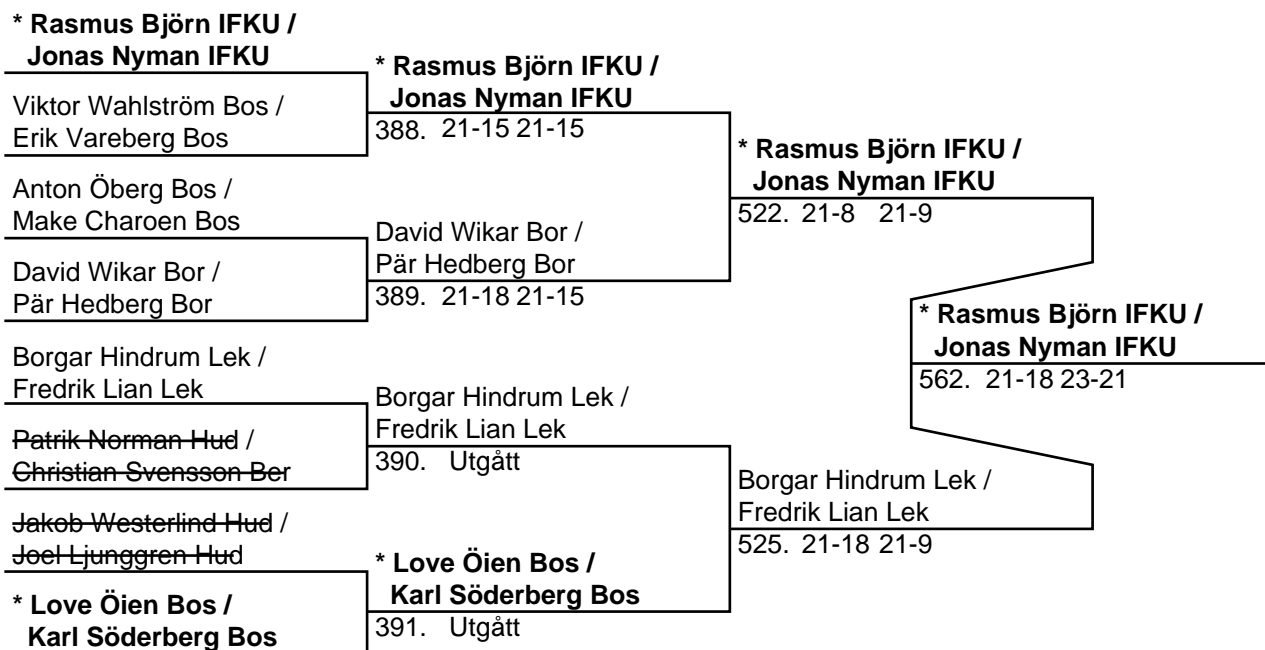 * Rasmus Björn IFKU /
Jonas Nyman IFKU
Viktor Wahlström Bos /
Erik Vareberg Bos
Anton Öberg Bos /
Make Charoen Bos
David Wikar Bor /
Pär Hedberg Bor
Borgar Hindrum Lek /
Fredrik Lian Lek
Patrik Norman Hud /
Christian Svensson Ber
Jakob Westerlind Hud /
Joel Ljunggren Hud
* Love Öien Bos /
Karl Söderberg Bos
* Rasmus Björn IFKU /
Jonas Nyman IFKU
388. 21-15 21-15
David Wikar Bor /
Pär Hedberg Bor
389. 21-18 21-15
Borgar Hindrum Lek /
Fredrik Lian Lek
390. Utgått
* Love Öien Bos /
Karl Söderberg Bos
391. Utgått
* Rasmus Björn IFKU /
Jonas Nyman IFKU
522. 21-8 21-9
Borgar Hindrum Lek /
Fredrik Lian Lek
525. 21-18 21-9
* Rasmus Björn IFKU /
Jonas Nyman IFKU
562. 21-18 23-21